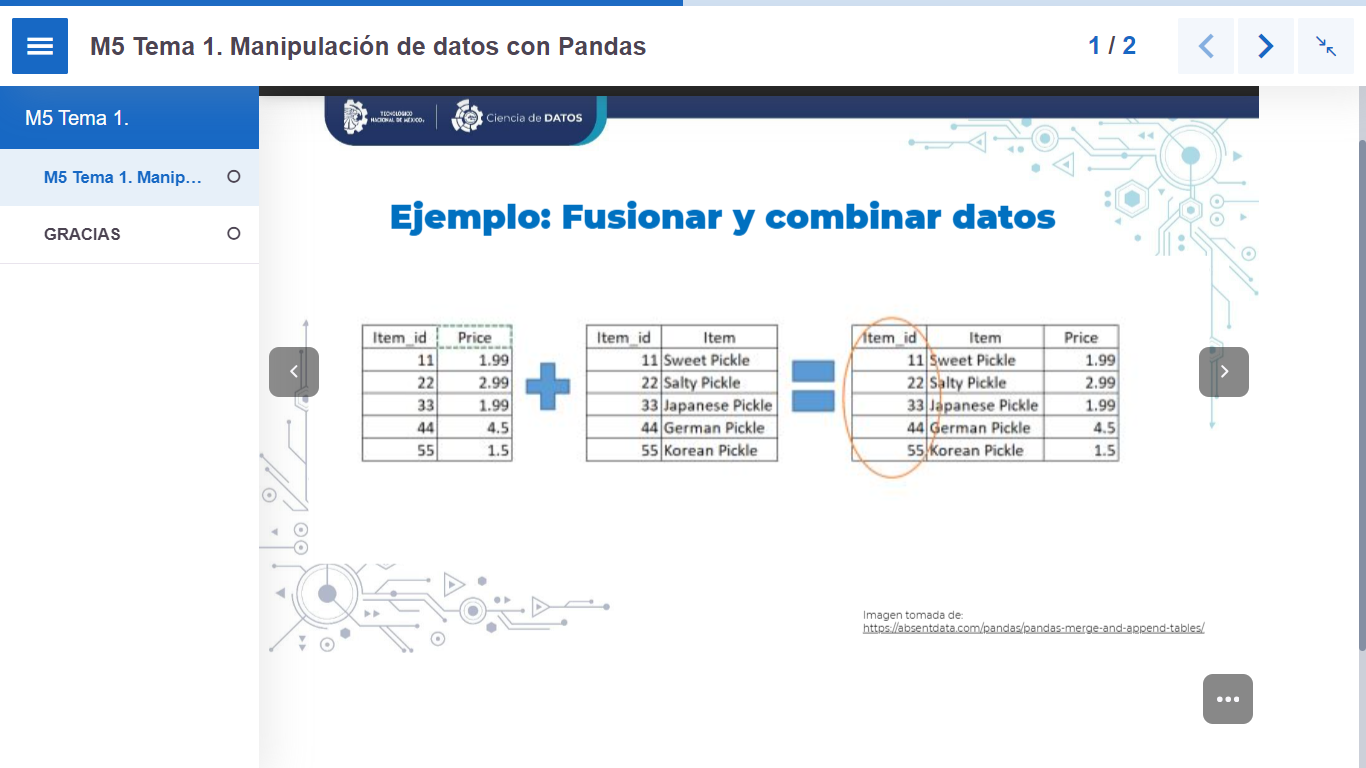 M5 Tema 1. Manipulación de datos con Pandas
1 / 2
M5 Tema 1.
M5 Tema 1. Manip...
GRACIAS
TECNOLÓGICO
NACIONAL DE MÉXICO
Ciencia de DATOS
Ejemplo: Fusionar y combinar datos
Item_id Price
11 1.99
22 2.99
33 1.99
44 4.5
55 1.5
Item_id Item
11 Sweet Pickle
22 Salty Pickle
33 Japanese Pickle
44 German Pickle
55 Korean Pickle
Item_id Item Price
11 Sweet Pickle 1.99
22 Salty Pickle 2.99
33 Japanese Pickle 1.99
44 German Pickle 4.5
55 Korean Pickle 1.5
Imagen tomada de:
https://absentdata.com/pandas/pandas-merge-and-append-tables/